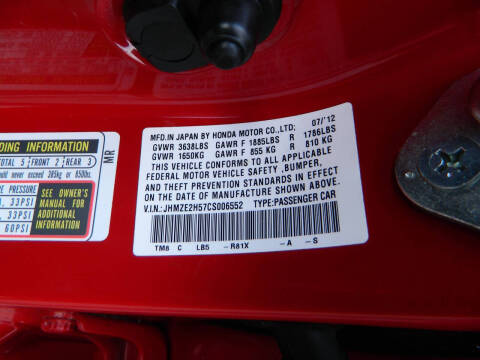 MFD. IN JAPAN BY HONDA MOTOR CO.,LTD; 07/'12
GVWR 3638LBS GAWR F 1885LBS R 1786LBS
GVWR 1650KG GAWR F 855 KG R 810 KG
THIS VEHICLE CONFORMS TO ALL APPLICABLE
FEDERAL MOTOR VEHICLE SAFETY ,BUMPER,
AND THEFT PREVENTION STANDARDS IN EFFECT
ON THE DATE OF MANUFACTURE SHOWN ABOVE.
V.I.N.: JHMZE2H57CS006552 TYPE:PASSENGER CAR
TM8 C LB5 -R81X -A -S
DING INFORMATION
TOTAL 5 FRONT 2 REAR 3
uld never exceed 385kg or 850lbs.
E PRESSURE
, 33PSI
, 33PSI
60PSI
SEE OWNER'S
MANUAL FOR
ADDITIONAL
INFORMATION
MR